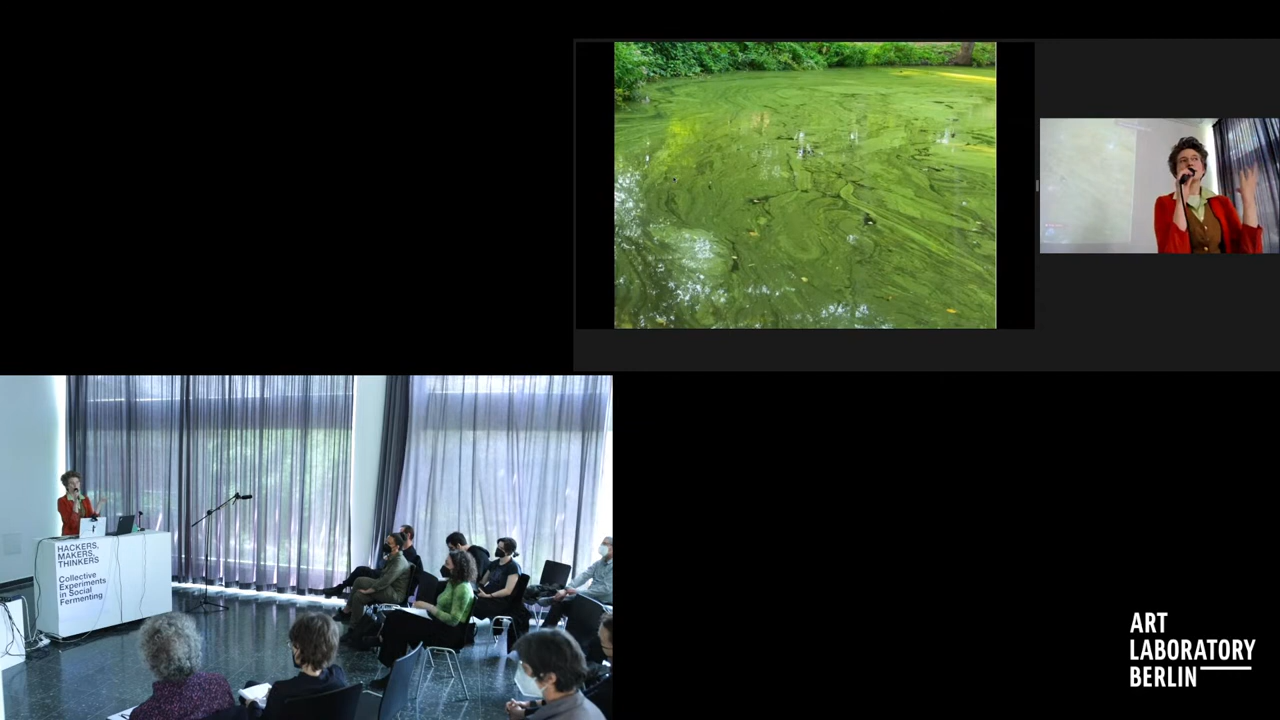 HACKERS,
MAKERS,
THINKERS
Collective
Experiments
in Social
Fermenting
ART
LABORATORY
BERLIN